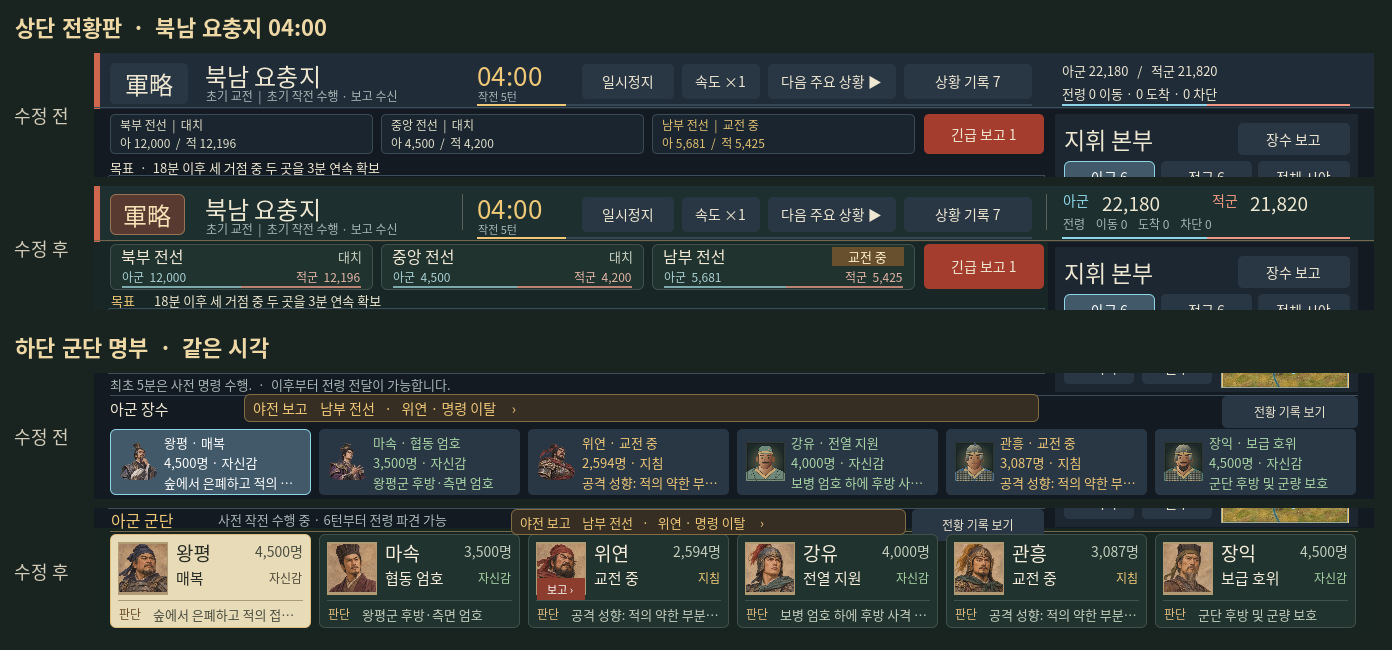 상단 전황판 · 북남 요충지 04:00
수정 전
軍略
북남 요충지
초기 교전 | 초기 작전 수행 · 보고 수신
04:00
작전 5턴
일시정지
속도 ×1
다음 주요 상황 ▶
상황 기록 7
아군 22,180 / 적군 21,820
전령 0 이동 · 0 도착 · 0 차단
북부 전선 | 대치
아 12,000 / 적 12,196
중앙 전선 | 대치
아 4,500 / 적 4,200
남부 전선 | 교전 중
아 5,681 / 적 5,425
긴급 보고 1
지휘 본부
장수 보고
목표 · 18분 이후 세 거점 중 두 곳을 3분 연속 확보
수정 후
軍略
북남 요충지
초기 교전 | 초기 작전 수행 · 보고 수신
04:00
작전 5턴
일시정지
속도 ×1
다음 주요 상황 ▶
상황 기록 7
아군 22,180 적군 21,820
전령 이동 0 도착 0 차단 0
북부 전선 대치
아군 12,000 적군 12,196
중앙 전선 대치
아군 4,500 적군 4,200
남부 전선 교전 중
아군 5,681 적군 5,425
긴급 보고 1
지휘 본부
장수 보고
목표 18분 이후 세 거점 중 두 곳을 3분 연속 확보
하단 군단 명부 · 같은 시각
수정 전
최초 5분은 사전 명령 수행. · 이후부터 전령 전달이 가능합니다.
아군 장수
야전 보고 남부 전선 · 위연 · 명령 이탈 ›
전황 기록 보기
왕평 · 매복
4,500명 · 자신감
숲에서 은폐하고 적의 …
마속 · 협동 엄호
3,500명 · 자신감
왕평군 후방·측면 엄호
위연 · 교전 중
2,594명 · 지침
공격 성향: 적의 약한 부…
강유 · 전열 지원
4,000명 · 자신감
보병 엄호 하에 후방 사…
관흥 · 교전 중
3,087명 · 지침
공격 성향: 적의 약한 부…
장익 · 보급 호위
4,500명 · 자신감
군단 후방 및 군량 보호
수정 후
아군 군단
사전 작전 수행 중 · 6턴부터 전령 파견 가능
야전 보고 남부 전선 · 위연 · 명령 이탈 ›
전황 기록 보기
왕평 4,500명
매복 자신감
판단 숲에서 은폐하고 적의 접…
마속 3,500명
협동 엄호 자신감
판단 왕평군 후방·측면 엄호
위연 2,594명
교전 중 지침
보고 ›
판단 공격 성향: 적의 약한 부분…
강유 4,000명
전열 지원 자신감
판단 보병 엄호 하에 후방 사격 …
관흥 3,087명
교전 중 지침
판단 공격 성향: 적의 약한 부분…
장익 4,500명
보급 호위 자신감
판단 군단 후방 및 군량 보호